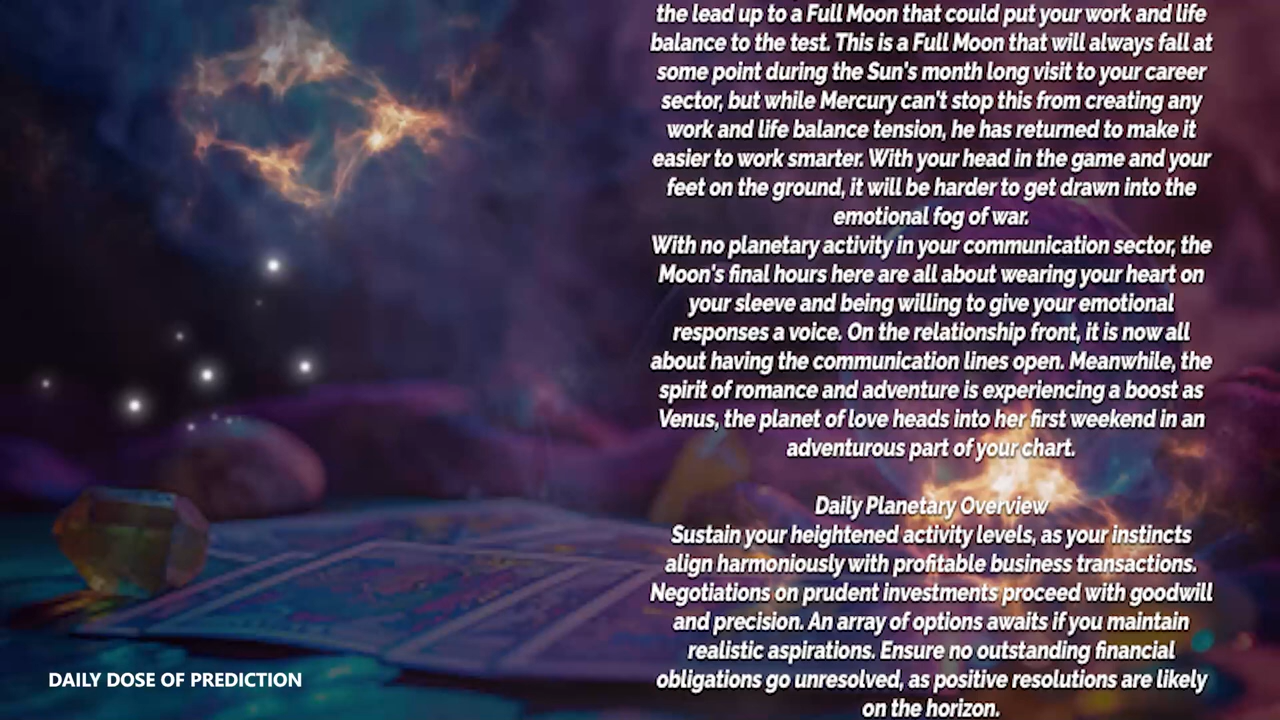 the lead up to a Full Moon that could put your work and life
balance to the test. This is a Full Moon that will always fall at
some point during the Sun's month long visit to your career
sector, but while Mercury can't stop this from creating any
work and life balance tension, he has returned to make it
easier to work smarter. With your head in the game and your
feet on the ground, it will be harder to get drawn into the
emotional fog of war.
With no planetary activity in your communication sector, the
Moon's final hours here are all about wearing your heart on
your sleeve and being willing to give your emotional
responses a voice. On the relationship front, it is now all
about having the communication lines open. Meanwhile, the
spirit of romance and adventure is experiencing a boost as
Venus, the planet of love heads into her first weekend in an
adventurous part of your chart.
Daily Planetary Overview
Sustain your heightened activity levels, as your instincts
align harmoniously with profitable business transactions.
Negotiations on prudent investments proceed with goodwill
and precision. An array of options awaits if you maintain
realistic aspirations. Ensure no outstanding financial
obligations go unresolved, as positive resolutions are likely
on the horizon.
DAILY DOSE OF PREDICTION